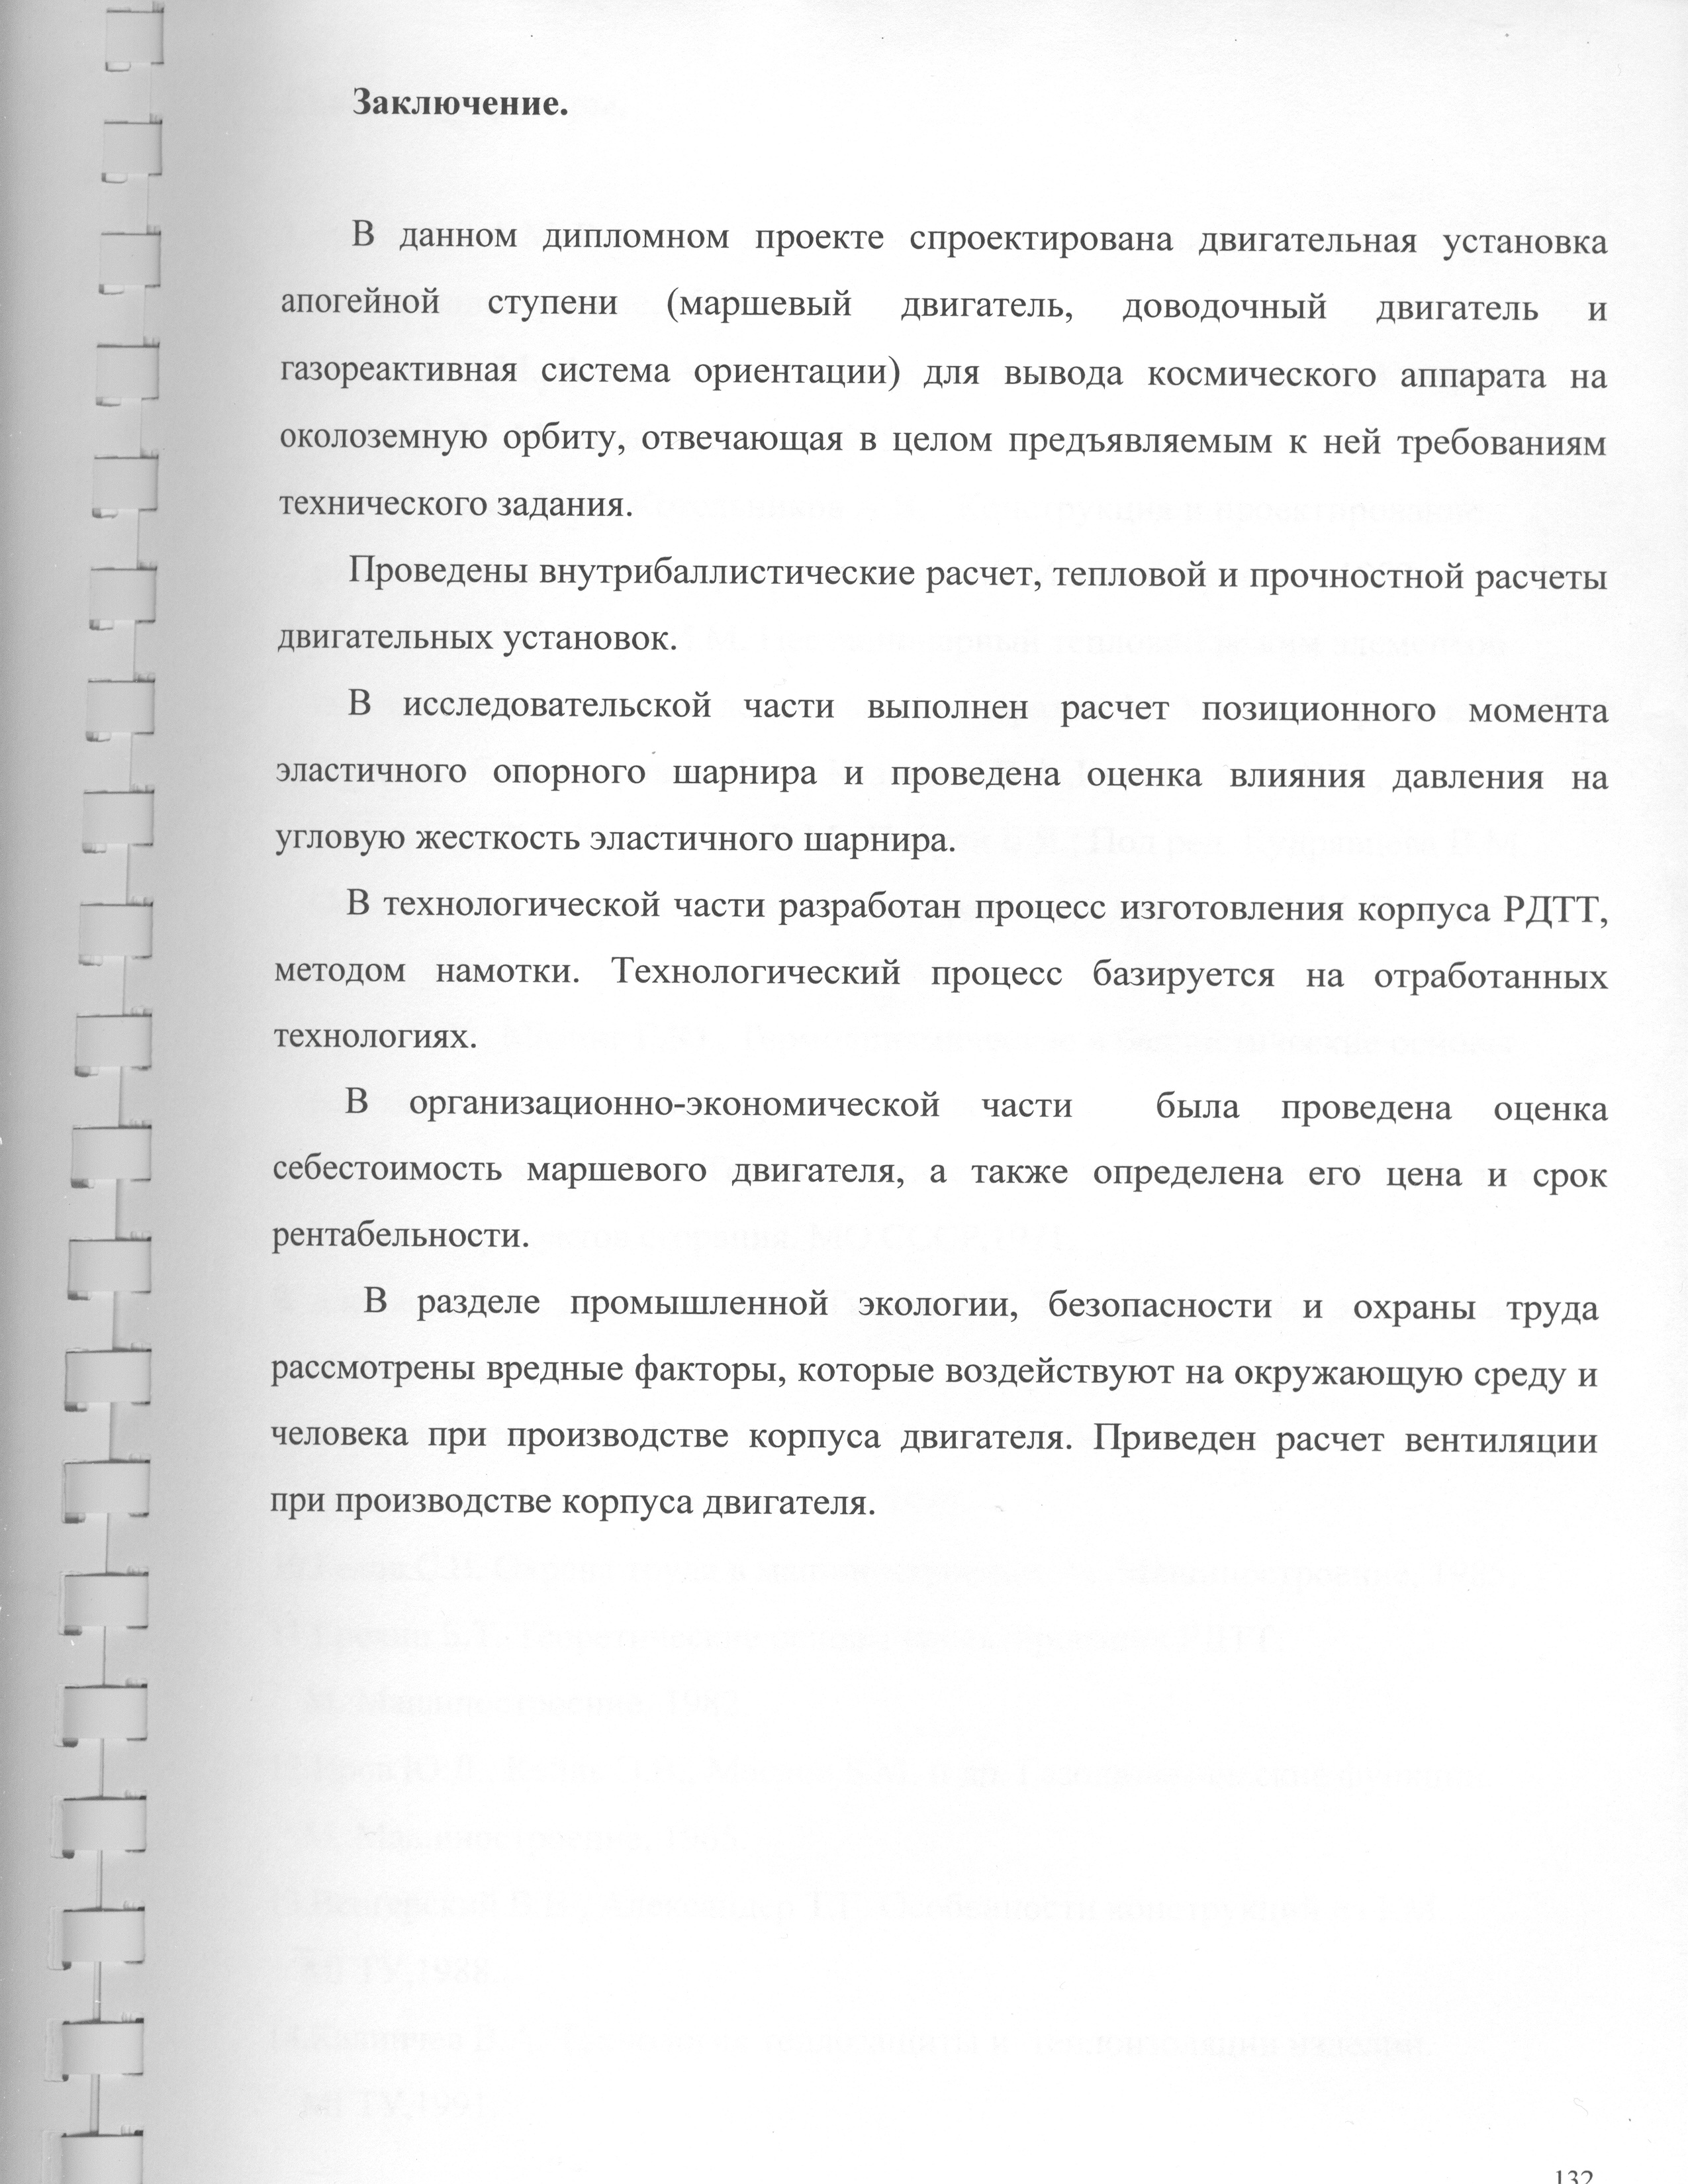 Заключение.
В данном дипломном проекте спроектирована двигательная установка
апогейной ступени (маршевый двигатель, доводочный двигатель и
газореактивная система ориентации) для вывода космического аппарата на
околоземную орбиту, отвечающая в целом предъявляемым к ней требованиям
технического задания.
Проведены внутрибаллистические расчет, тепловой и прочностной расчеты
двигательных установок.
В исследовательской части выполнен расчет позиционного момента
эластичного опорного шарнира и проведена оценка влияния давления на
угловую жесткость эластичного шарнира.
В технологической части разработан процесс изготовления корпуса РДТТ,
методом намотки. Технологический процесс базируется на отработанных
технологиях.
В организационно-экономической части была проведена оценка
себестоимость маршевого двигателя, а также определена его цена и срок
рентабельности.
В разделе промышленной экологии, безопасности и охраны труда
рассмотрены вредные факторы, которые воздействуют на окружающую среду и
человека при производстве корпуса двигателя. Приведен расчет вентиляции
при производстве корпуса двигателя.
132